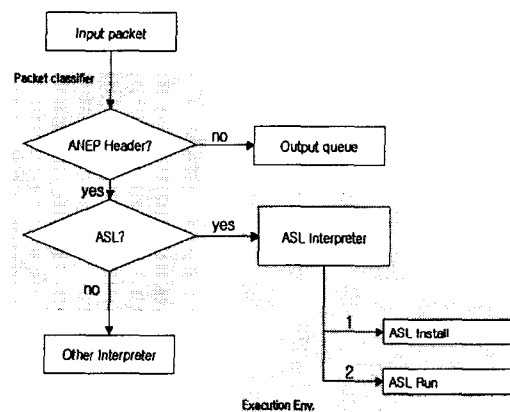 Input packet
Packet classifier
ANEP Header?
no
Output queue
yes
ASL?
yes
ASL Interpreter
no
1
ASL Install
Other Interpreter
2
ASL Run
Execution Env.